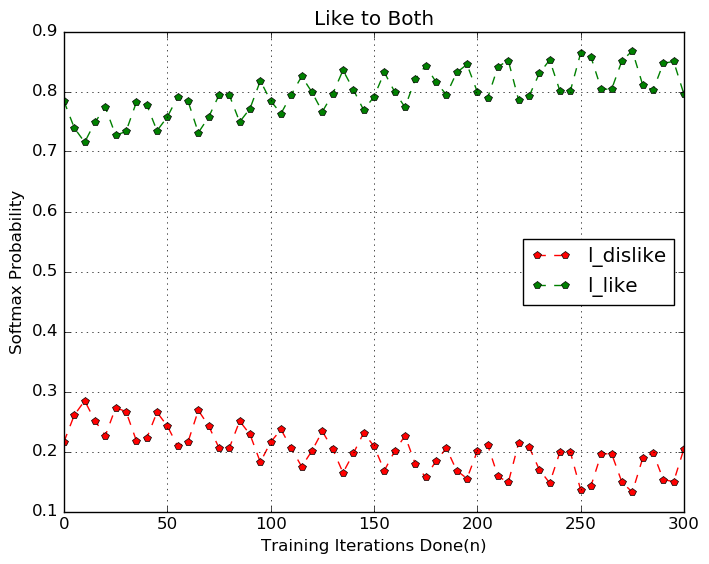 Like to Both
0.9
0.8
0.7
0.6
0.5
0.4
0.3
0.2
0.1
Softmax Probability
l_dislike
l_like
0 50 100 150 200 250 300
Training Iterations Done(n)